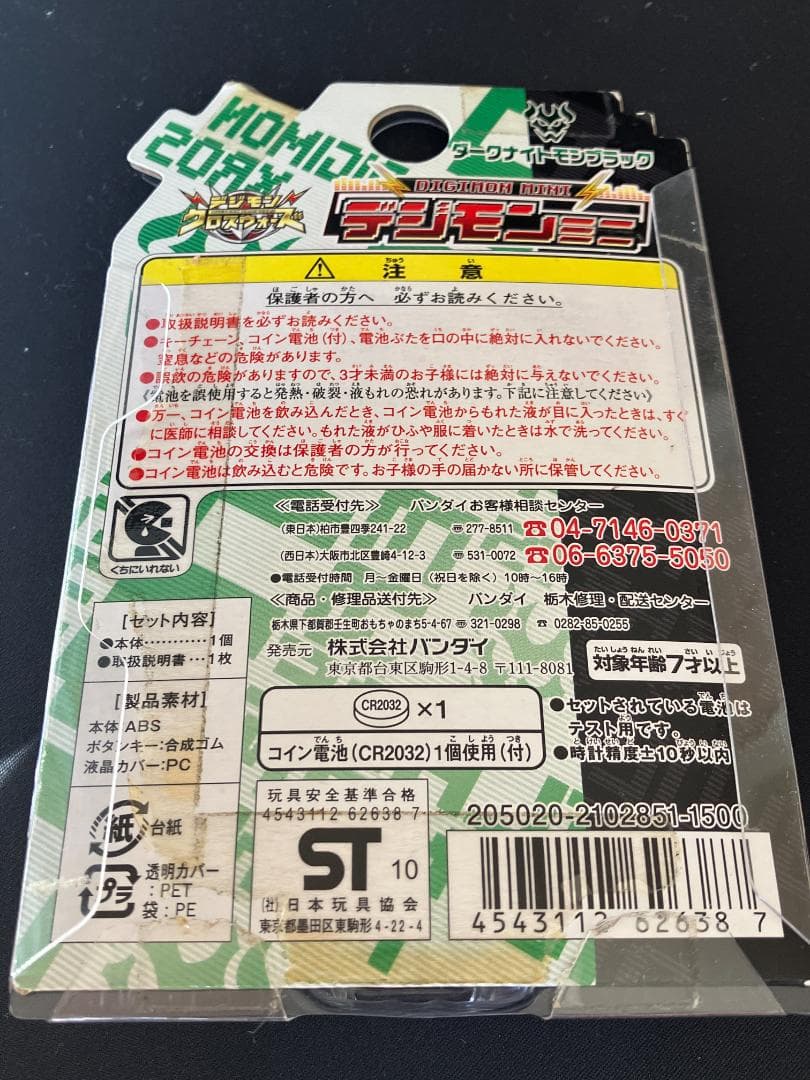 ダークナイトモンブラック
デジモン
クロスウォーズ
DIGIMON MINI
デジモンミニ
注意
保護者の方へ 必ずお読みください。
●取扱説明書を必ずお読みください。
●キーチェーン、コイン電池(付)、電池ぶたを口の中に絶対に入れないでください。
窒息などの危険があります。
●誤飲の危険がありますので、3才未満のお子様には絶対に与えないでください。
《電池を誤使用すると発熱・破裂・液もれの恐れがあります。下記に注意してください》
●万一、コイン電池を飲み込んだとき、コイン電池からもれた液が目に入ったときは、すぐ
に医師に相談してください。もれた液がひふや服に着いたときは水で洗ってください。
●コイン電池の交換は保護者の方が行ってください。
●コイン電池は飲み込むと危険です。お子様の手の届かない所に保管してください。
くちにいれない
≪電話受付先≫ バンダイお客様相談センター
(東日本)柏市豊四季241-22 〠277-8511 ☎04-7146-0371
(西日本)大阪市北区豊崎4-12-3 〠531-0072 ☎06-6375-5050
●電話受付時間 月〜金曜日(祝日を除く)10時〜16時
≪商品・修理品送付先≫ バンダイ 栃木修理・配送センター
栃木県下都賀郡壬生町おもちゃのまち5-4-67 〠321-0298 ☎0282-85-0255
発売元 株式会社バンダイ
東京都台東区駒形1-4-8 〒111-8081
対象年齢7才以上
[セット内容]
●本体…………1個
●取扱説明書…1枚
[製品素材]
本体:ABS
ボタンキー:合成ゴム
液晶カバー:PC
CR2032 ×1
コイン電池(CR2032)1個使用(付)
●セットされている電池は
テスト用です。
●時計精度±10秒以内
紙 台紙
プラ 透明カバー
:PET
袋:PE
玩具安全基準合格
4543112 62638 7
ST 10
(社)日本玩具協会
東京都墨田区東駒形4-22-4
205020-2102851-1500
4543112 62638 7